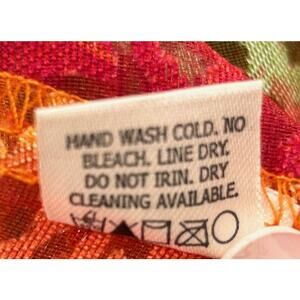 HAND WASH COLD. NO
BLEACH. LINE DRY.
DO NOT IRIN. DRY
CLEANING AVAILABLE.